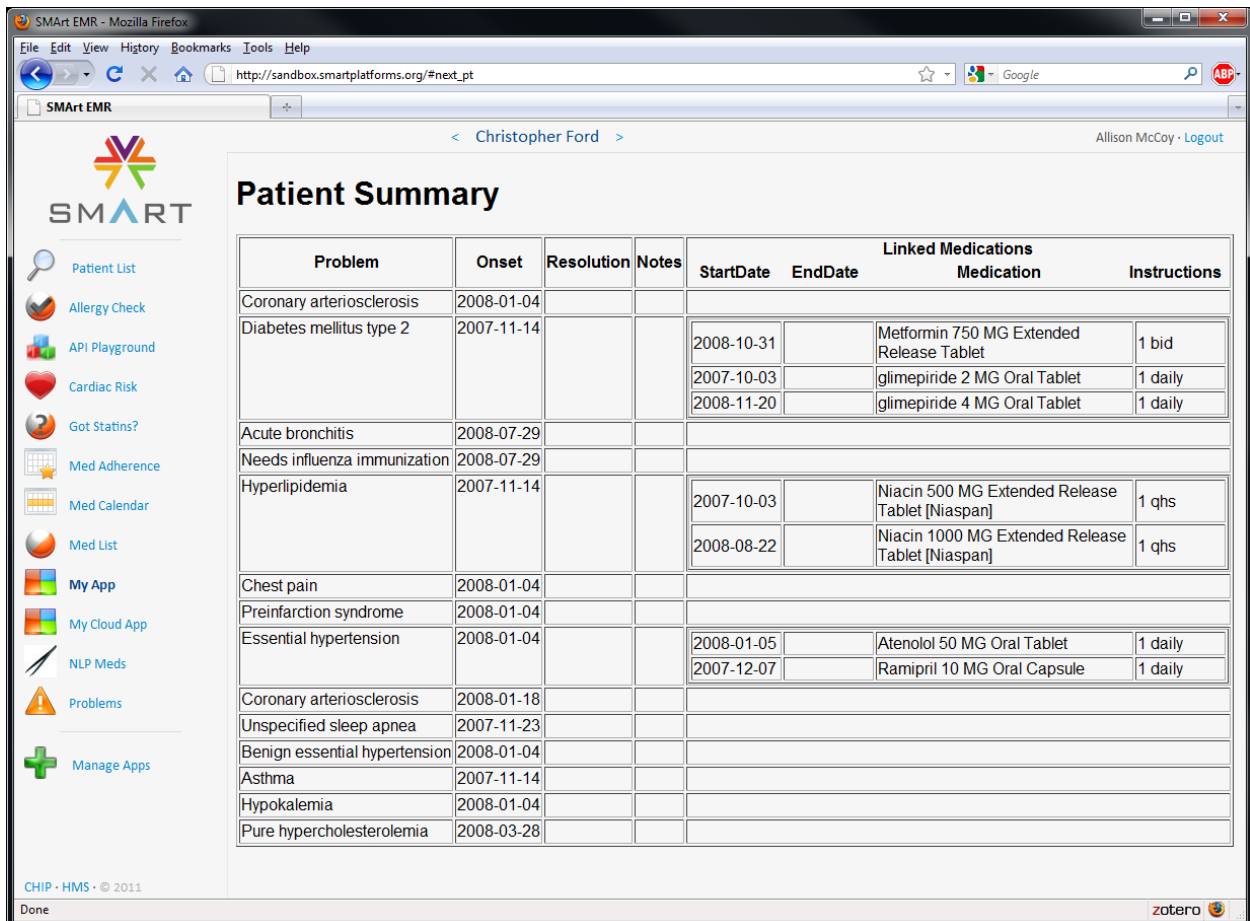 SMArt EMR - Mozilla Firefox
File Edit View History Bookmarks Tools Help
http://sandbox.smartplatforms.org/#next_pt
Google
ABP
SMArt EMR
< Christopher Ford >
Allison McCoy · Logout
SMART
Patient List
Allergy Check
API Playground
Cardiac Risk
Got Statins?
Med Adherence
Med Calendar
Med List
My App
My Cloud App
NLP Meds
Problems
Manage Apps
CHIP · HMS · © 2011
Patient Summary
Problem Onset Resolution Notes Linked Medications
StartDate EndDate Medication Instructions
Coronary arteriosclerosis 2008-01-04
Diabetes mellitus type 2 2007-11-14
2008-10-31 Metformin 750 MG Extended
Release Tablet 1 bid
2007-10-03 glimepiride 2 MG Oral Tablet 1 daily
2008-11-20 glimepiride 4 MG Oral Tablet 1 daily
Acute bronchitis 2008-07-29
Needs influenza immunization 2008-07-29
Hyperlipidemia 2007-11-14
2007-10-03 Niacin 500 MG Extended Release
Tablet [Niaspan] 1 qhs
2008-08-22 Niacin 1000 MG Extended Release
Tablet [Niaspan] 1 qhs
Chest pain 2008-01-04
Preinfarction syndrome 2008-01-04
Essential hypertension 2008-01-04
2008-01-05 Atenolol 50 MG Oral Tablet 1 daily
2007-12-07 Ramipril 10 MG Oral Capsule 1 daily
Coronary arteriosclerosis 2008-01-18
Unspecified sleep apnea 2007-11-23
Benign essential hypertension 2008-01-04
Asthma 2007-11-14
Hypokalemia 2008-01-04
Pure hypercholesterolemia 2008-03-28
Done
zotero